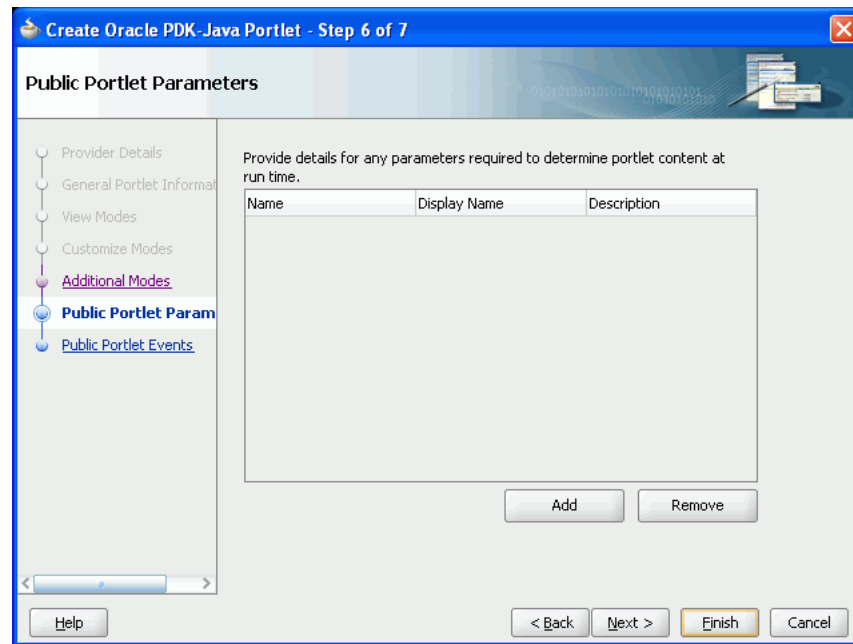 Create Oracle PDK-Java Portlet - Step 6 of 7
Public Portlet Parameters
Provider Details
General Portlet Informat
View Modes
Customize Modes
Additional Modes
Public Portlet Param
Public Portlet Events
Provide details for any parameters required to determine portlet content at
run time.
Name Display Name Description
Add Remove
Help < Back Next > Finish Cancel